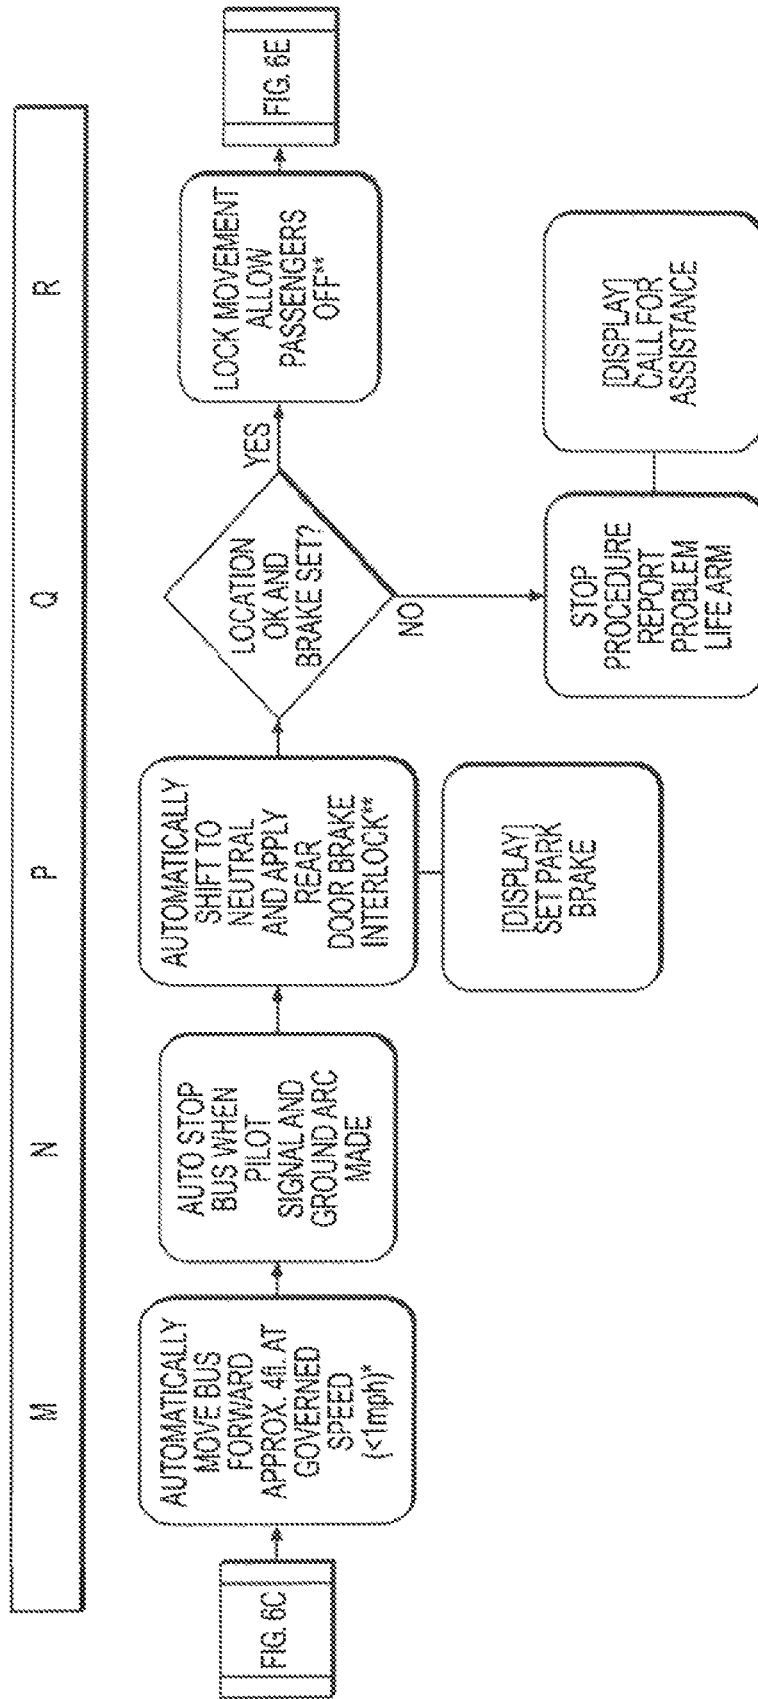 M N P Q R
FIG. 6C
AUTOMATICALLY
MOVE BUS
FORWARD
APPROX. 4ft. AT
GOVERNED
SPEED
(<1mph)*
AUTO STOP
BUS WHEN
PILOT
SIGNAL AND
GROUND ARC
MADE
AUTOMATICALLY
SHIFT TO
NEUTRAL
AND APPLY
REAR
DOOR BRAKE
INTERLOCK**
[DISPLAY]
SET PARK
BRAKE
LOCATION
OK AND
BRAKE SET?
YES
LOCK MOVEMENT
ALLOW
PASSENGERS
OFF**
FIG. 6E
NO
STOP
PROCEDURE
REPORT
PROBLEM
LIFE ARM
[DISPLAY]
CALL FOR
ASSISTANCE